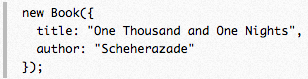 new Book({
  title: "One Thousand and One Nights",
  author: "Scheherazade"
});